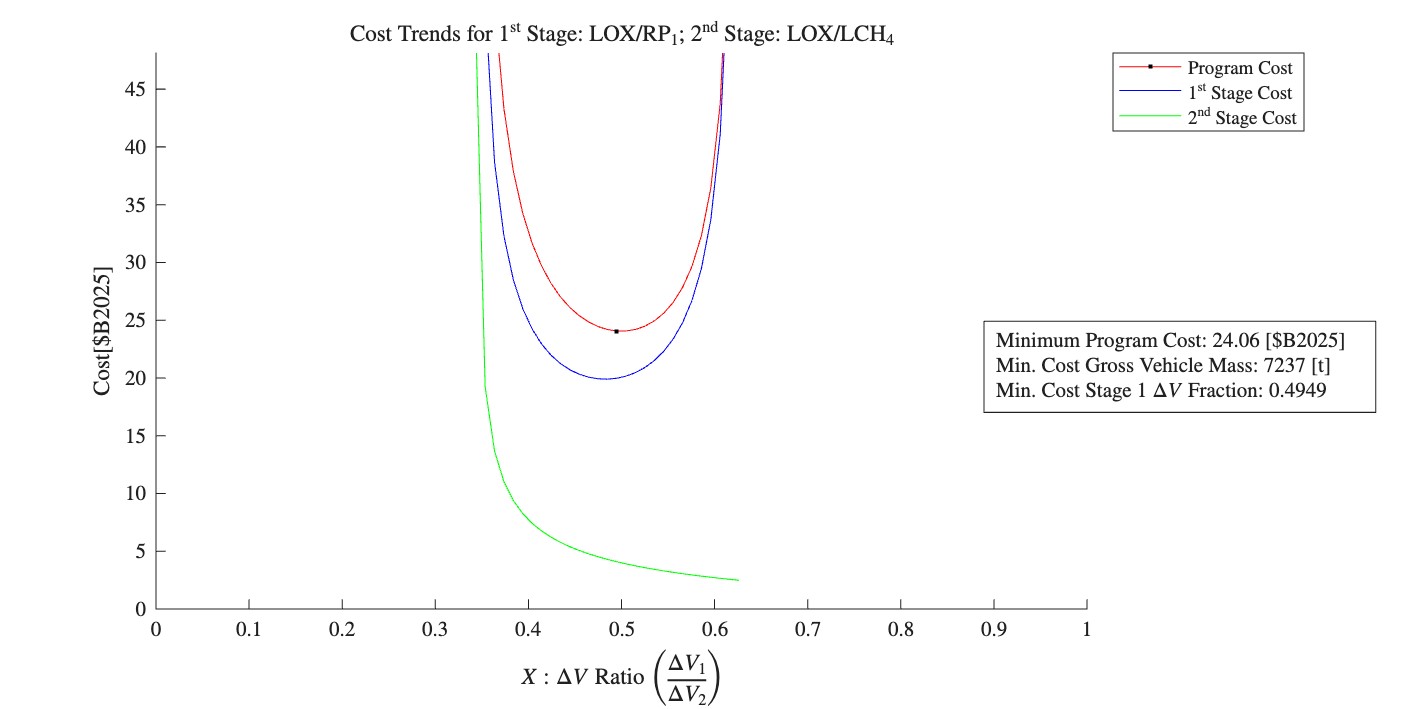 Cost Trends for 1st Stage: LOX/RP1; 2nd Stage: LOX/LCH4
Program Cost
1st Stage Cost
2nd Stage Cost
Cost[$B2025]
45
40
35
30
25
20
15
10
5
0
Minimum Program Cost: 24.06 [$B2025]
Min. Cost Gross Vehicle Mass: 7237 [t]
Min. Cost Stage 1 ΔV Fraction: 0.4949
0 0.1 0.2 0.3 0.4 0.5 0.6 0.7 0.8 0.9 1
X : ΔV Ratio (ΔV1/ΔV2)